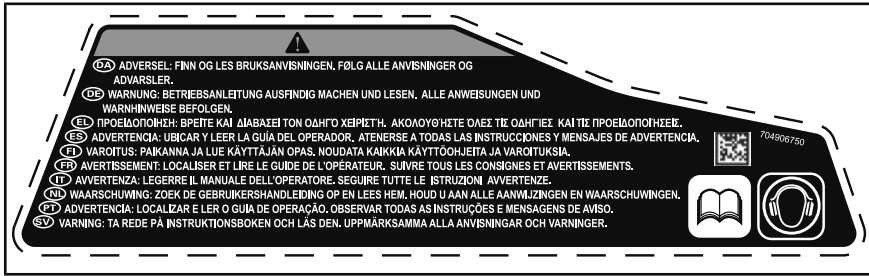 DA ADVERSEL: FINN OG LES BRUKSANVISNINGEN. FØLG ALLE ANVISNINGER OG
ADVARSLER.
DE WARNUNG: BETRIEBSANLEITUNG AUSFINDIG MACHEN UND LESEN. ALLE ANWEISUNGEN UND
WARNHINWEISE BEFOLGEN.
EL ΠΡΟΕΙΔΟΠΟΙΗΣΗ: ΒΡΕΙΤΕ ΚΑΙ ΔΙΑΒΑΣΕΙ ΤΟΝ ΟΔΗΓΟ ΧΕΙΡΙΣΤΗ. ΑΚΟΛΟΥΘΗΣΤΕ ΌΛΕΣ ΤΙΣ ΟΔΗΓΙΕΣ ΚΑΙ ΤΙΣ ΠΡΟΕΙΔΟΠΟΙΗΣΕΙΣ.
ES ADVERTENCIA: UBICAR Y LEER LA GUÍA DEL OPERADOR. ATENERSE A TODAS LAS INSTRUCCIONES Y MENSAJES DE ADVERTENCIA.
704906750
FI VAROITUS: PAIKANNA JA LUE KÄYTTÄJÄN OPAS. NOUDATA KAIKKIA KÄYTTÖOHJEITA JA VAROITUKSIA.
FR AVERTISSEMENT: LOCALISER ET LIRE LE GUIDE DE L'OPÉRATEUR. SUIVRE TOUS LES CONSIGNES ET AVERTISSEMENTS.
IT AVVERTENZA: LEGERRE IL MANUALE DELL'OPERATORE. SEGUIRE TUTTE LE ISTRUZIONI AVVERTENZE.
NL WAARSCHUWING: ZOEK DE GEBRUIKERSHANDLEIDING OP EN LEES HEM. HOUD U AAN ALLE AANWIJZINGEN EN WAARSCHUWINGEN.
PT ADVERTENCIA: LOCALIZAR E LER O GUIA DE OPERAÇÃO. OBSERVAR TODAS AS INSTRUÇÕES E MENSAGENS DE AVISO.
SV VARNING: TA REDE PÅ INSTRUKTIONSBOKEN OCH LÄS DEN. UPPMÄRKSAMMA ALLA ANVISNINGAR OCH VARNINGER.